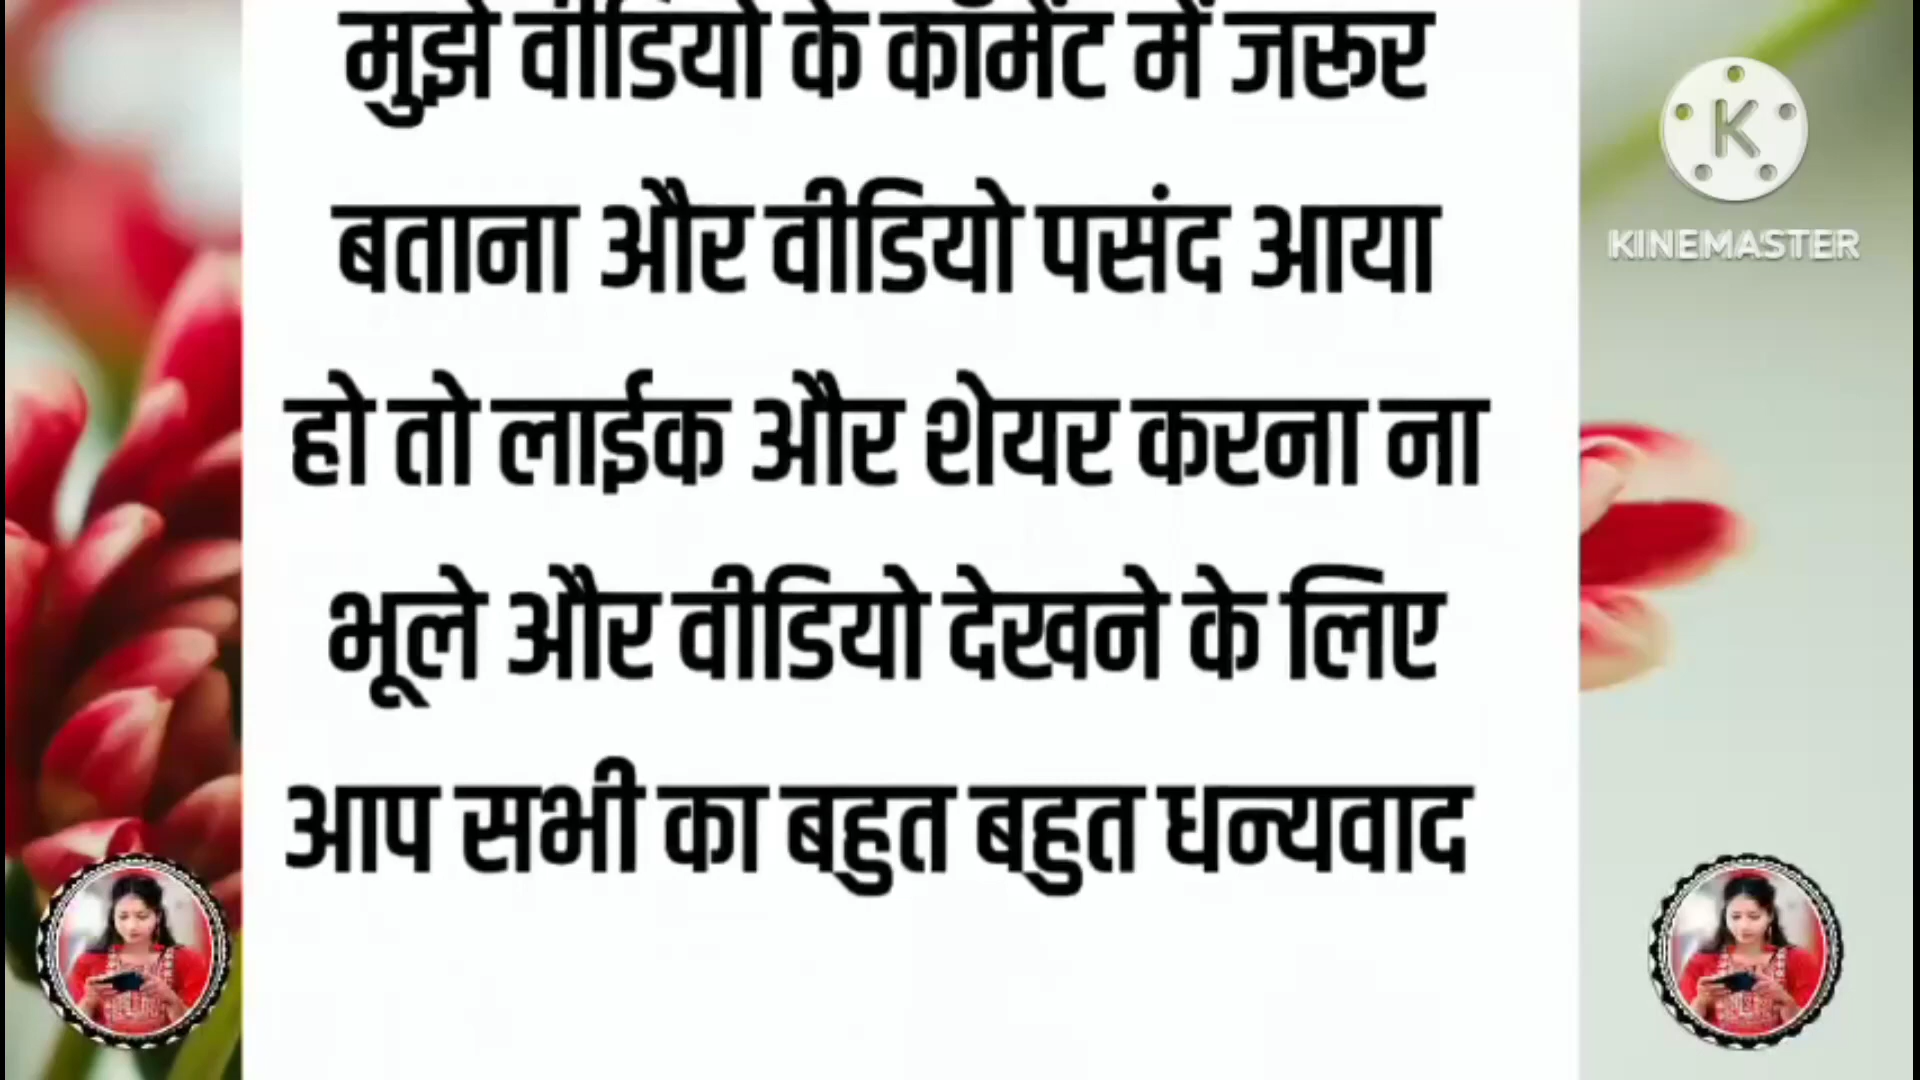 मुझे वीडियो के कॉमेंट में जरूर
बताना और वीडियो पसंद आया
हो तो लाईक और शेयर करना ना
भूले और वीडियो देखने के लिए
आप सभी का बहुत बहुत धन्यवाद
K
KINEMASTER